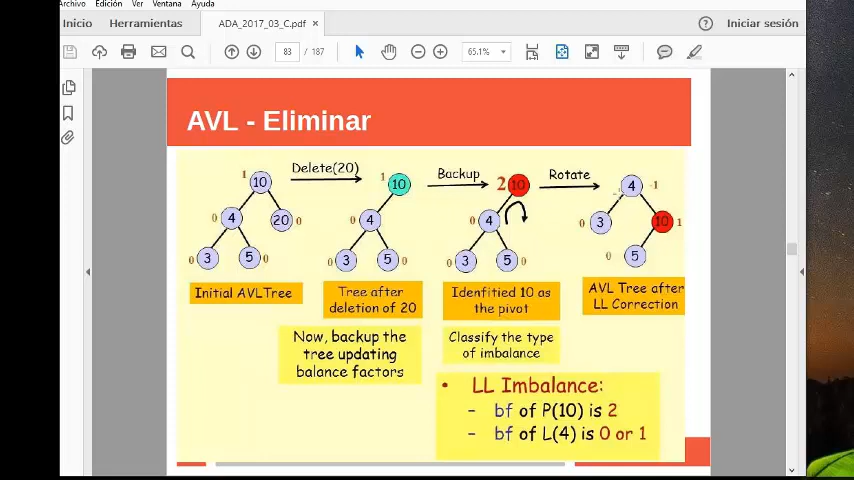 Archivo Edición Ver Ventana Ayuda
Inicio Herramientas ADA_2017_03_C.pdf × ? Iniciar sesión
83 / 187 65.1%
AVL - Eliminar
Delete(20) Backup Rotate
1 10 1 10 2 10 4 -1
0 4 20 0 0 4 0 4 0 3 10 1
0 3 5 0 0 3 5 0 0 3 5 0 0 5
Initial AVLTree
Tree after
deletion of 20
Idenfitied 10 as
the pivot
AVL Tree after
LL Correction
Now, backup the
tree updating
balance factors
Classify the type
of imbalance
• LL Imbalance:
- bf of P(10) is 2
- bf of L(4) is 0 or 1